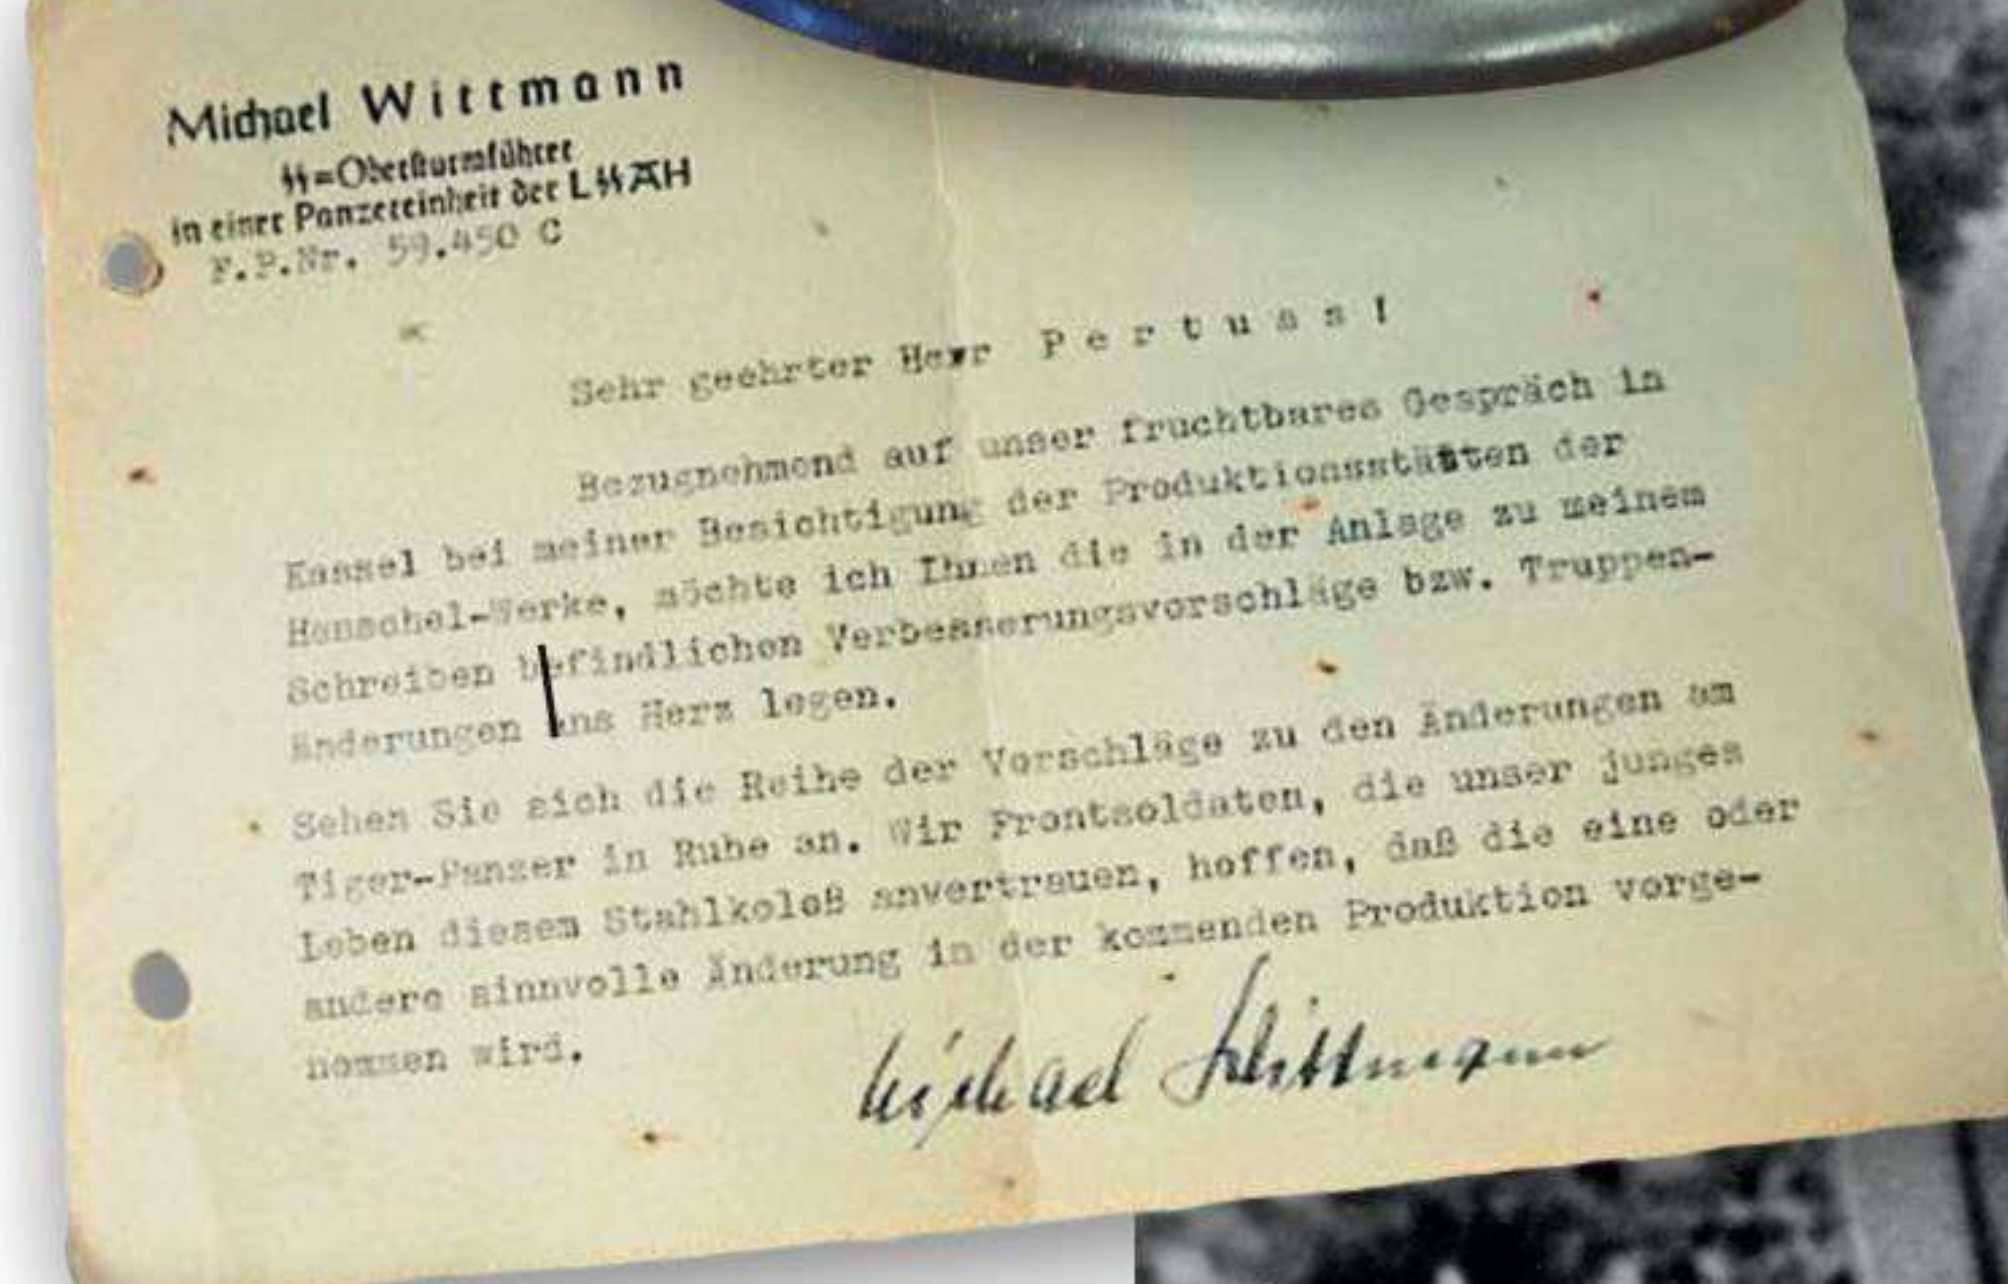 Michael Wittmann
SS=Obersturmführer
in einer Panzereinheit der LSSAH
F.P.Nr. 59.450 C
Sehr geehrter Herr Pertuss!
Bezugnehmend auf unser fruchtbares Gespräch in
Kassel bei meiner Besichtigung der Produktionsstätten der
Henschel-Werke, möchte ich Ihnen die in der Anlage zu meinem
Schreiben befindlichen Verbesserungsvorschläge bzw. Truppen-
änderungen ans Herz legen.
Sehen Sie sich die Reihe der Vorschläge zu den Änderungen am
Tiger-Panzer in Ruhe an. Wir Frontsoldaten, die unser junges
Leben diesem Stahlkoloß anvertrauen, hoffen, daß die eine oder
andere sinnvolle Änderung in der kommenden Produktion vorge-
nommen wird.
Michael Wittmann